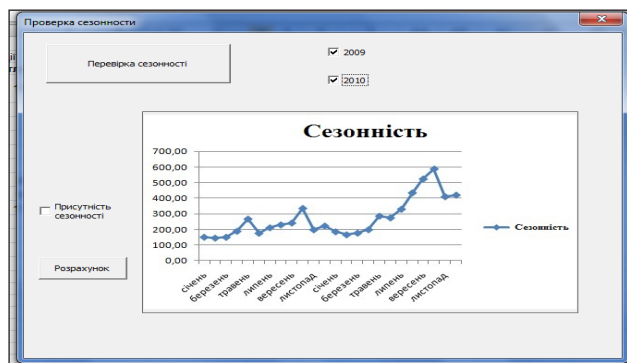 Проверка сезонности
Перевірка сезонності
2009
2010
Сезонність
700,00
600,00
500,00
400,00
300,00
200,00
100,00
0,00
січень
березень
травень
липень
вересень
листопад
січень
березень
травень
липень
вересень
листопад
Сезонність
Присутність
сезонності
Розрахунок